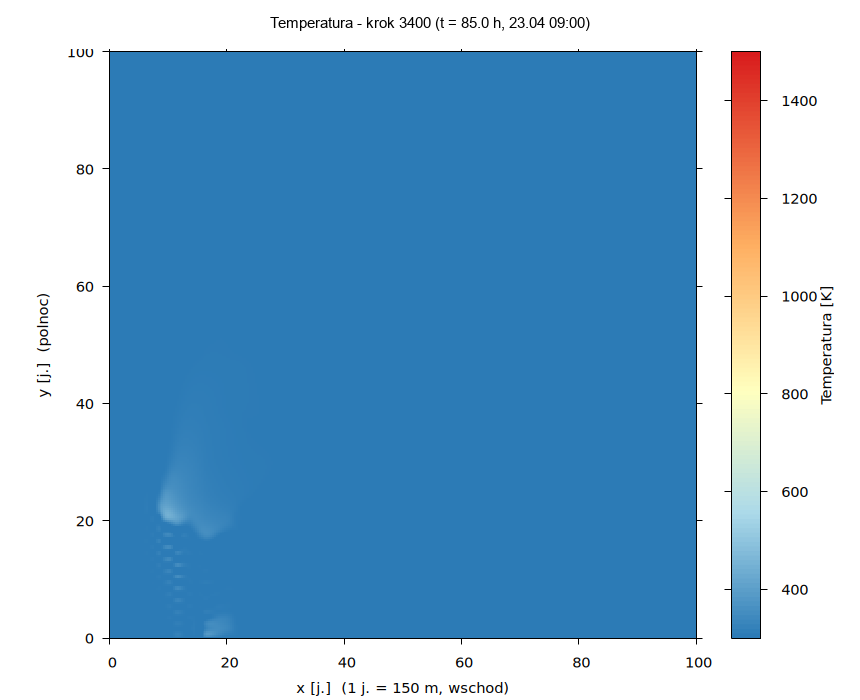 Temperatura - krok 3400 (t = 85.0 h, 23.04 09:00)
100
80
60
40
20
0
y [j.] (polnoc)
0 20 40 60 80 100
x [j.] (1 j. = 150 m, wschod)
1400
1200
1000
800
600
400
Temperatura [K]